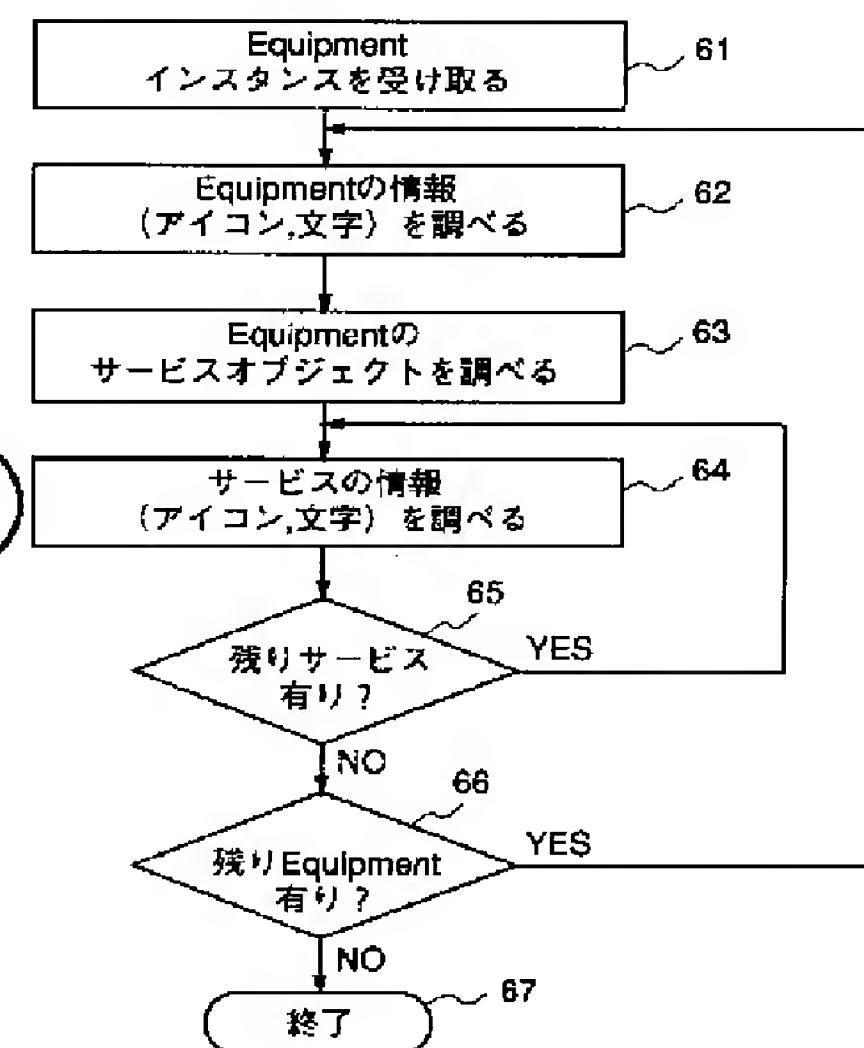 Equipment
インスタンスを受け取る
61
Equipmentの情報
(アイコン,文字) を調べる
62
Equipmentの
サービスオブジェクトを調べる
63
サービスの情報
(アイコン,文字) を調べる
64
65
残りサービス
有り?
YES
NO
66
残りEquipment
有り?
YES
NO
67
終了